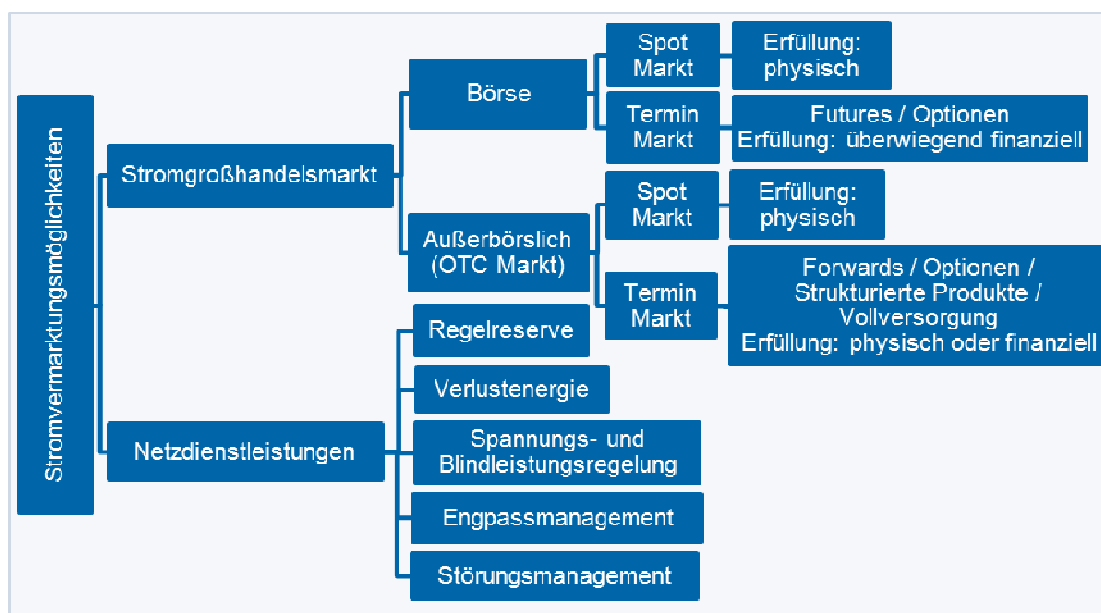 Stromvermarktungsmöglichkeiten
Stromgroßhandelsmarkt
Börse
Spot
Markt
Erfüllung:
physisch
Termin
Markt
Futures / Optionen
Erfüllung: überwiegend finanziell
Außerbörslich
(OTC Markt)
Spot
Markt
Erfüllung:
physisch
Termin
Markt
Forwards / Optionen /
Strukturierte Produkte /
Vollversorgung
Erfüllung: physisch oder finanziell
Netzdienstleistungen
Regelreserve
Verlustenergie
Spannungs- und
Blindleistungsregelung
Engpassmanagement
Störungsmanagement